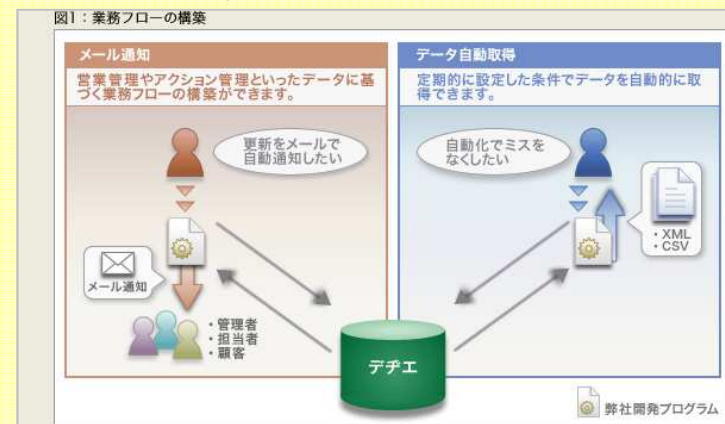 図1：業務フローの構築
メール通知
営業管理やアクション管理といったデータに基
づく業務フローの構築ができます。
更新をメールで
自動通知したい
メール通知
・管理者
・担当者
・顧客
データ自動取得
定期的に設定した条件でデータを自動的に取
得できます。
自動化でミスを
なくしたい
・XML
・CSV
デヂエ
弊社開発プログラム